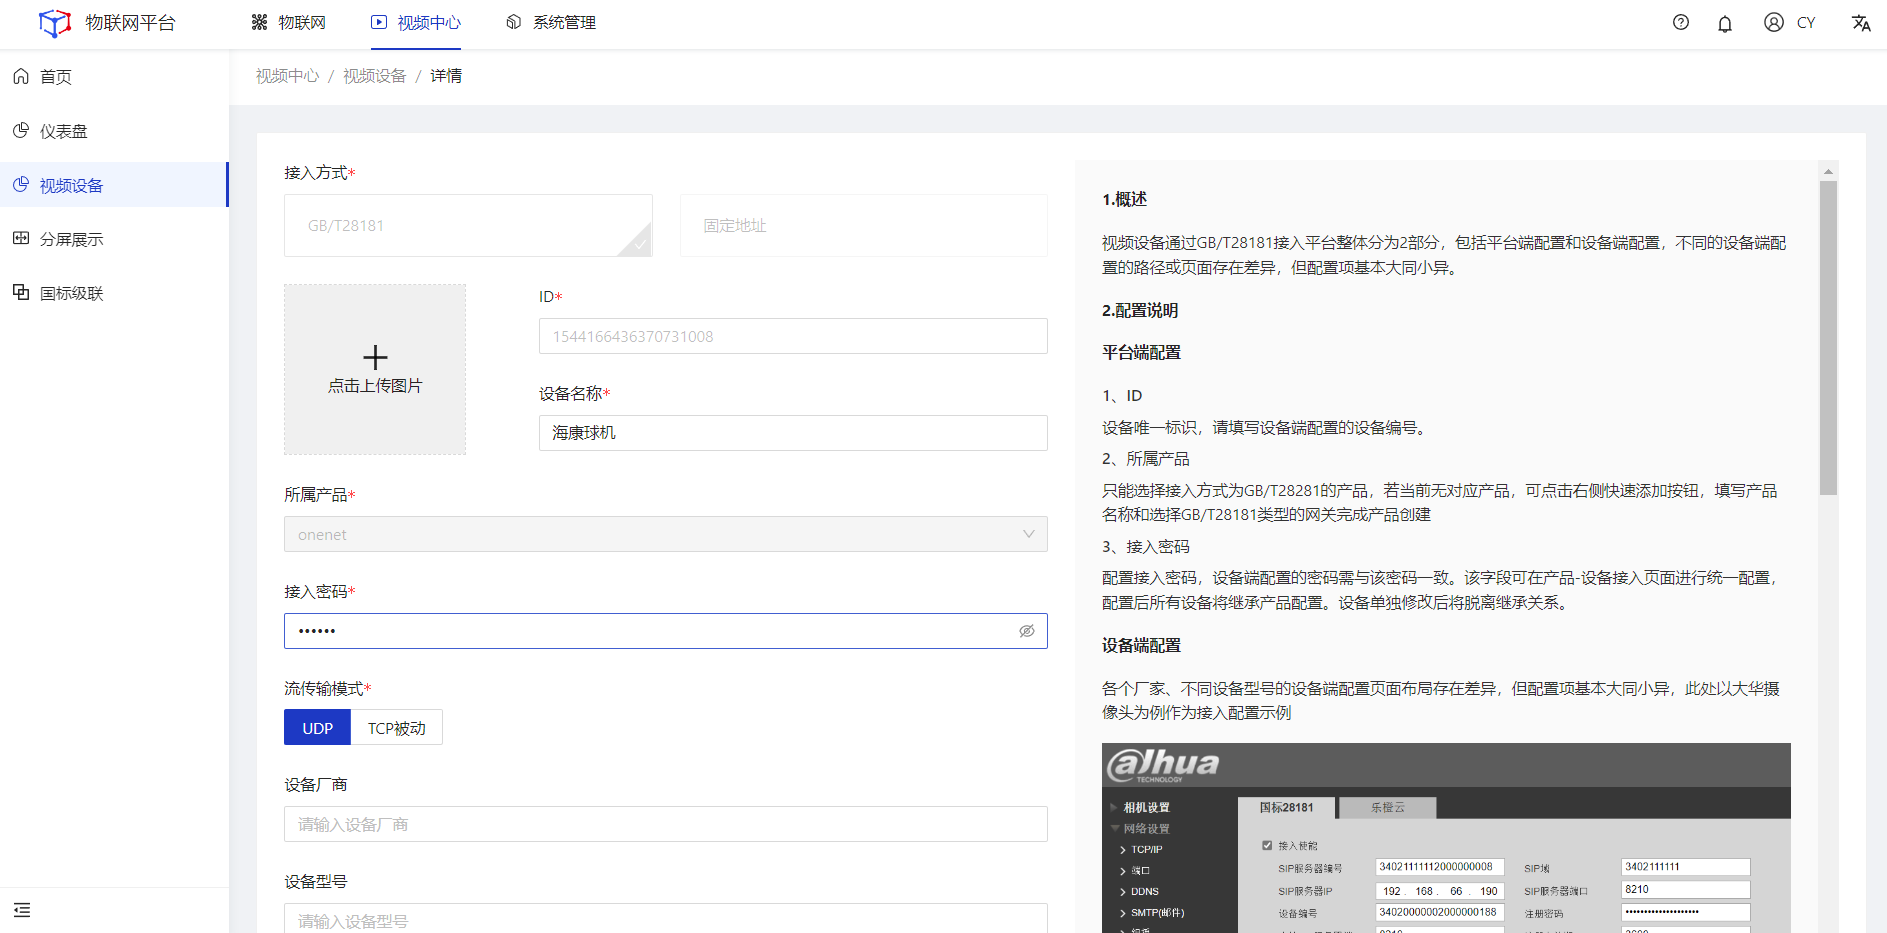 物联网平台
物联网
视频中心
系统管理
CY
首页
仪表盘
视频设备
分屏展示
国标级联
视频中心 / 视频设备 / 详情
接入方式*
GB/T28181
固定地址
点击上传图片
ID*
1544166436370731008
设备名称*
海康球机
所属产品*
onenet
接入密码*
••••••
流传输模式*
UDP
TCP被动
设备厂商
请输入设备厂商
设备型号
请输入设备型号
1.概述
视频设备通过GB/T28181接入平台整体分为2部分，包括平台端配置和设备端配置，不同的设备端配
置的路径或页面存在差异，但配置项基本大同小异。
2.配置说明
平台端配置
1、ID
设备唯一标识，请填写设备端配置的设备编号。
2、所属产品
只能选择接入方式为GB/T28281的产品，若当前无对应产品，可点击右侧快速添加按钮，填写产品
名称和选择GB/T28181类型的网关完成产品创建
3、接入密码
配置接入密码，设备端配置的密码需与该密码一致。该字段可在产品-设备接入页面进行统一配置，
配置后所有设备将继承产品配置。设备单独修改后将脱离继承关系。
设备端配置
各个厂家、不同设备型号的设备端配置页面布局存在差异，但配置项基本大同小异，此处以大华摄
像头为例作为接入配置示例
alhua
TECHNOLOGY
相机设置
网络设置
TCP/IP
端口
DDNS
SMTP(邮件)
国标28181
乐橙云
接入使能
SIP服务器编号 34021111112000000008 SIP域 3402111111
SIP服务器IP 192 . 168 . 66 . 190 SIP服务器端口 8210
设备编号 34020000002000000188 注册密码 ••••••••••••••••••••